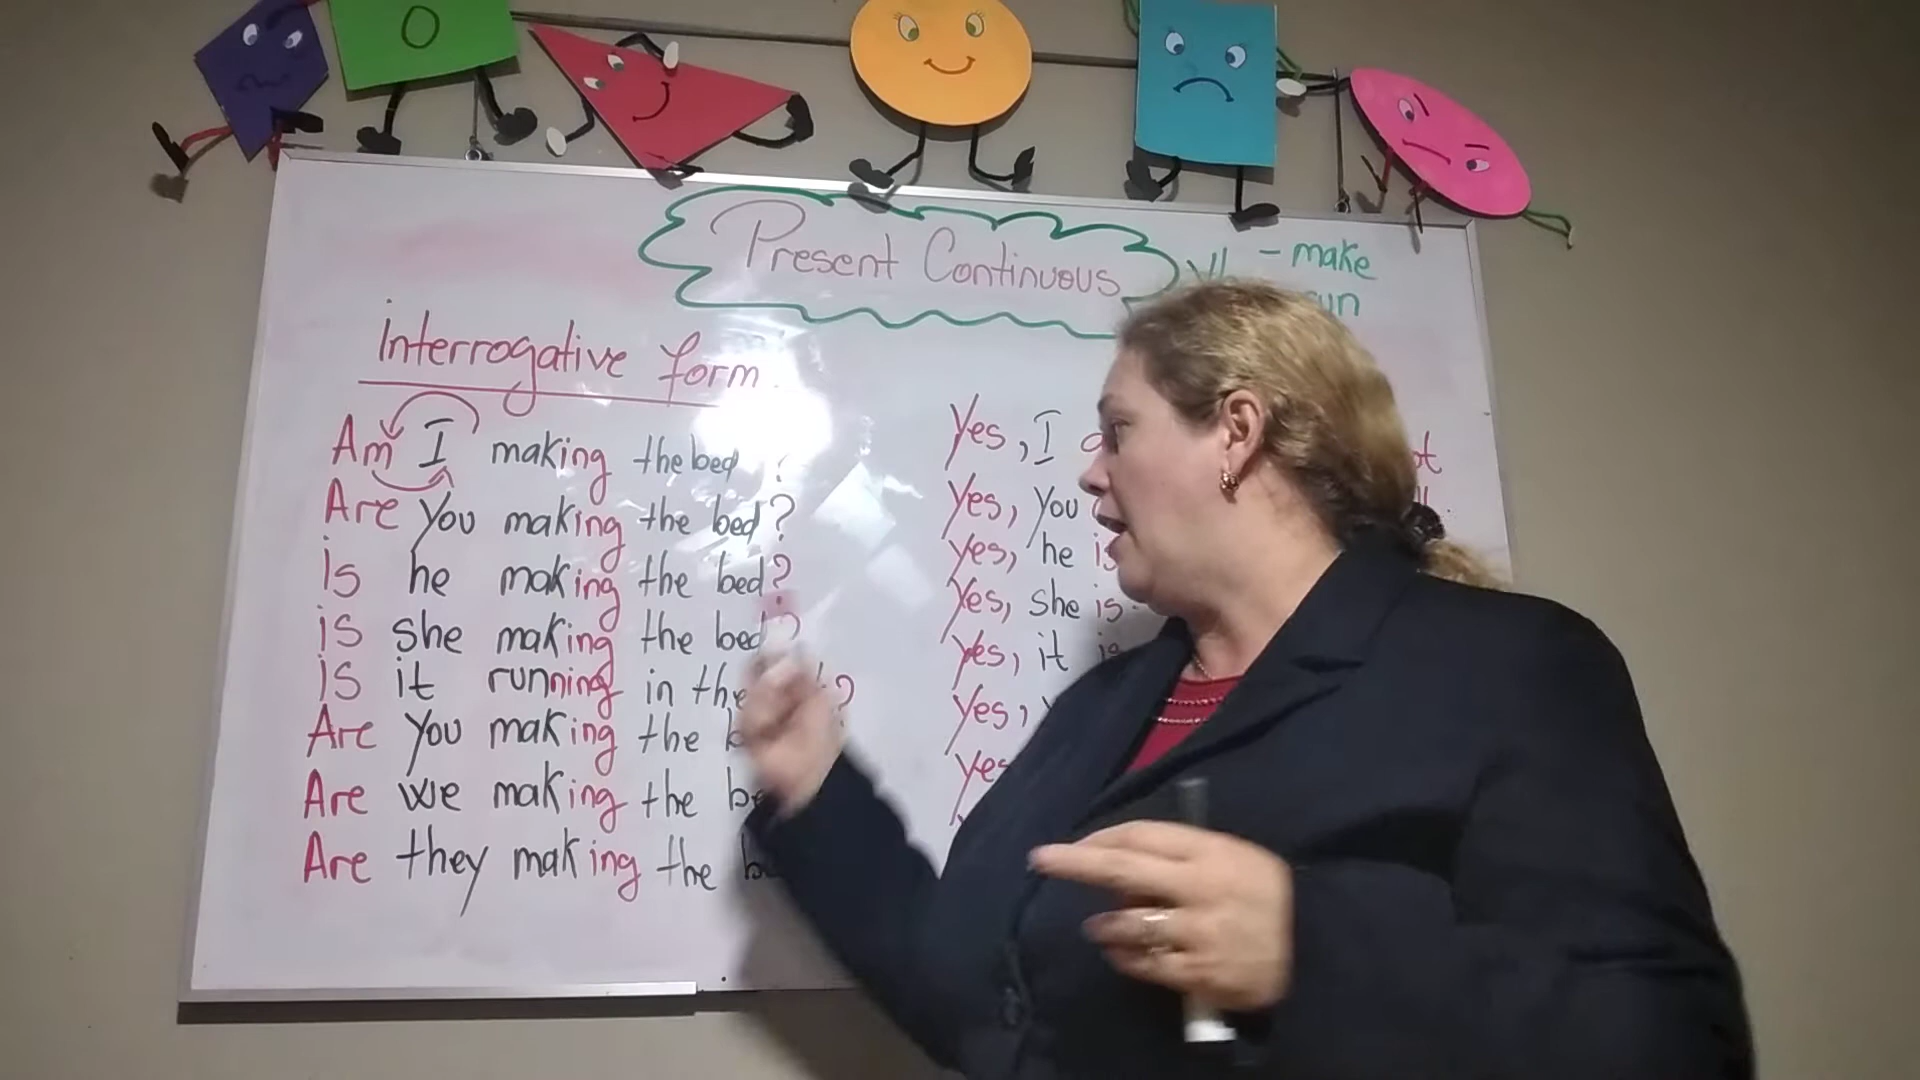 Present Continuous
- make
Interrogative form
Am I making the bed ?
Are you making the bed?
Is he making the bed?
is she making the bed?
is it running in the ?
Are you making the
Are we making the
Are they making the
Yes, I
Yes, you
Yes, he is
Yes, she is
Yes, it is
Yes,
Yes